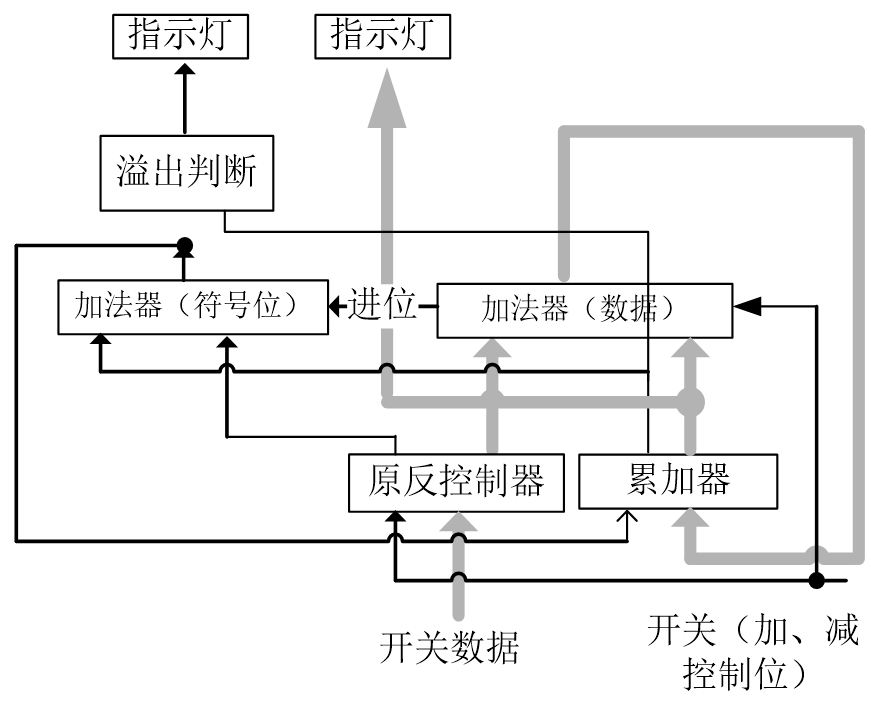 指示灯
指示灯
溢出判断
加法器（符号位）
进位
加法器（数据）
原反控制器
累加器
开关数据
开关（加、减
控制位）